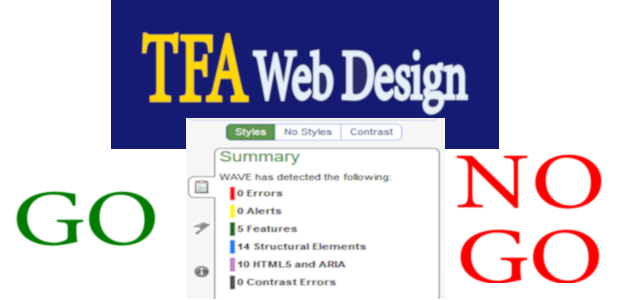 TFA Web Design
Styles No Styles Contrast
Summary
WAVE has detected the following:
0 Errors
0 Alerts
5 Features
14 Structural Elements
10 HTML5 and ARIA
0 Contrast Errors
GO
NO
GO